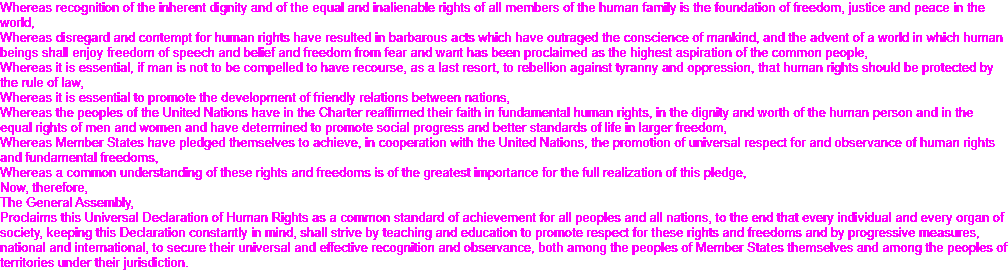 Whereas recognition of the inherent dignity and of the equal and inalienable rights of all members of the human family is the foundation of freedom, justice and peace in the
world,
Whereas disregard and contempt for human rights have resulted in barbarous acts which have outraged the conscience of mankind, and the advent of a world in which human
beings shall enjoy freedom of speech and belief and freedom from fear and want has been proclaimed as the highest aspiration of the common people,
Whereas it is essential, if man is not to be compelled to have recourse, as a last resort, to rebellion against tyranny and oppression, that human rights should be protected by
the rule of law,
Whereas it is essential to promote the development of friendly relations between nations,
Whereas the peoples of the United Nations have in the Charter reaffirmed their faith in fundamental human rights, in the dignity and worth of the human person and in the
equal rights of men and women and have determined to promote social progress and better standards of life in larger freedom,
Whereas Member States have pledged themselves to achieve, in cooperation with the United Nations, the promotion of universal respect for and observance of human rights
and fundamental freedoms,
Whereas a common understanding of these rights and freedoms is of the greatest importance for the full realization of this pledge,
Now, therefore,
The General Assembly,
Proclaims this Universal Declaration of Human Rights as a common standard of achievement for all peoples and all nations, to the end that every individual and every organ of
society, keeping this Declaration constantly in mind, shall strive by teaching and education to promote respect for these rights and freedoms and by progressive measures,
national and international, to secure their universal and effective recognition and observance, both among the peoples of Member States themselves and among the peoples of
territories under their jurisdiction.